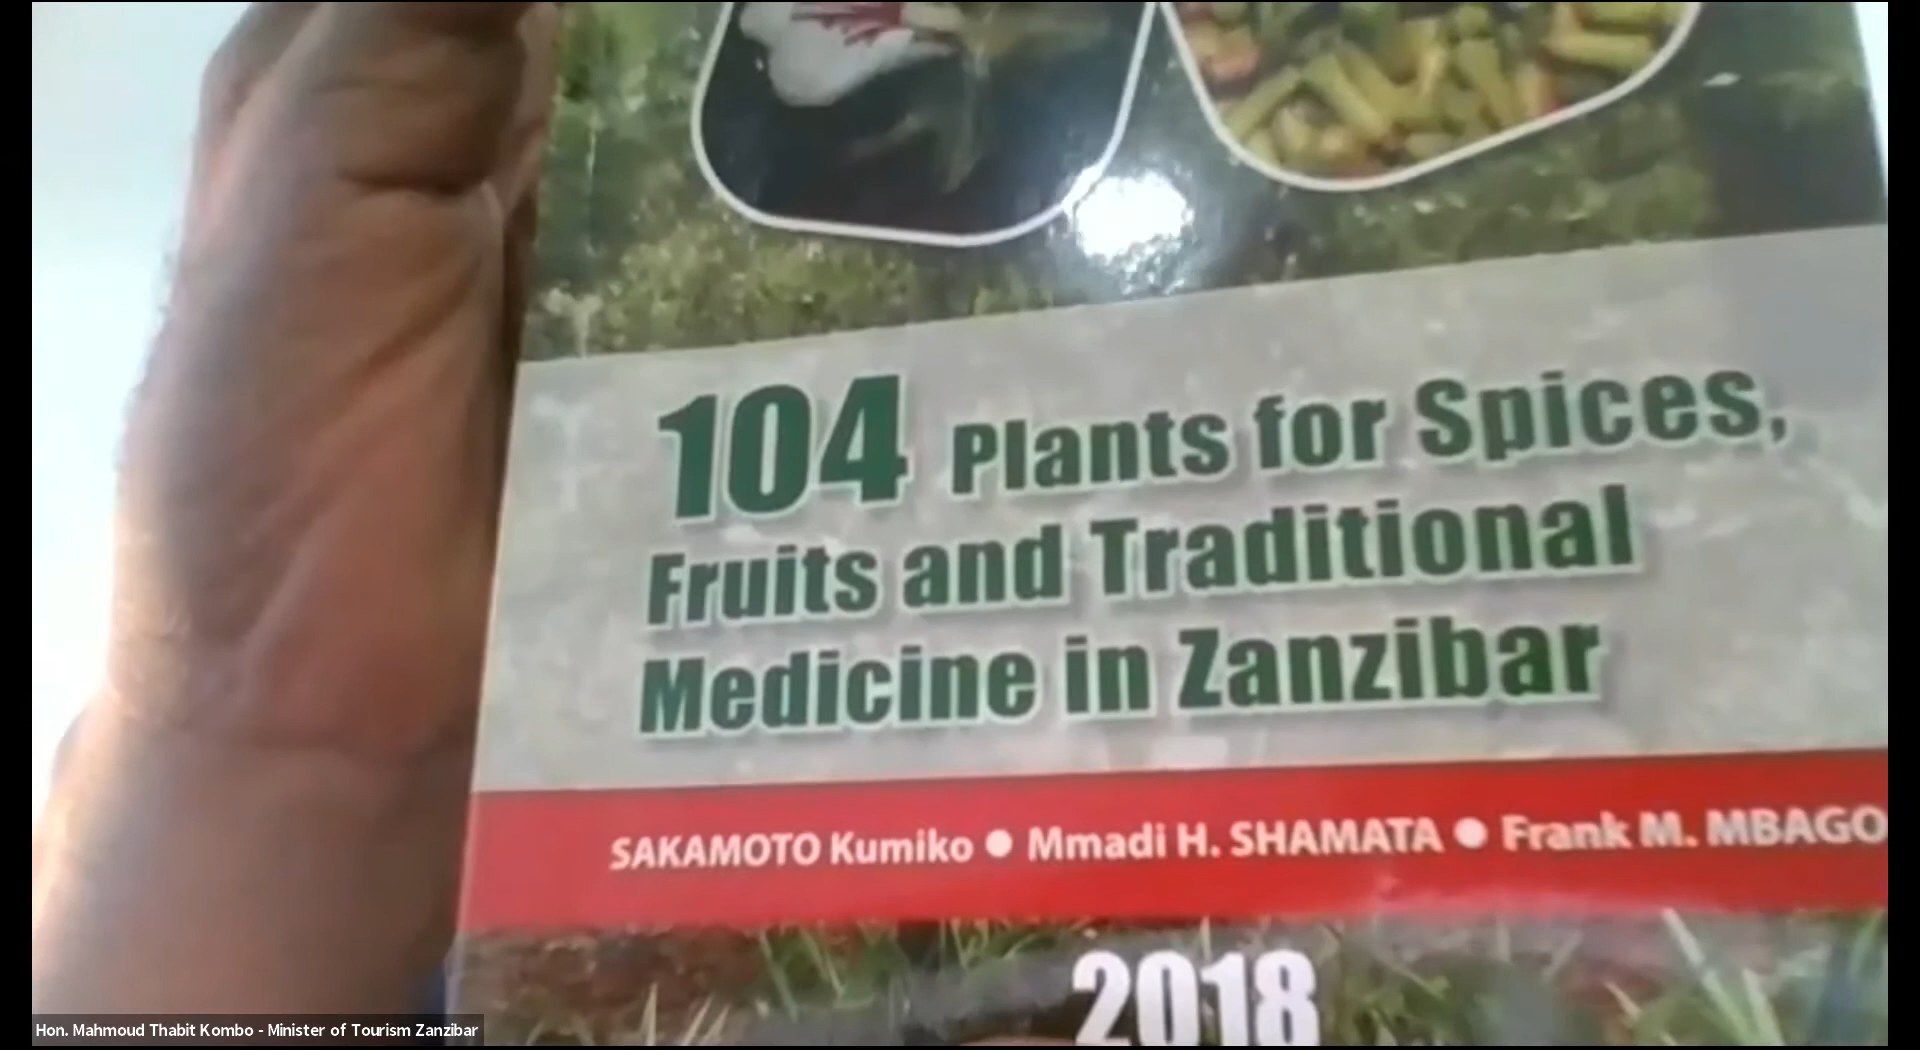 104 Plants for Spices,
Fruits and Traditional
Medicine in Zanzibar
SAKAMOTO Kumiko ● Mmadi H. SHAMATA ● Frank M. MBAGO
2018
Hon. Mahmoud Thabit Kombo - Minister of Tourism Zanzibar